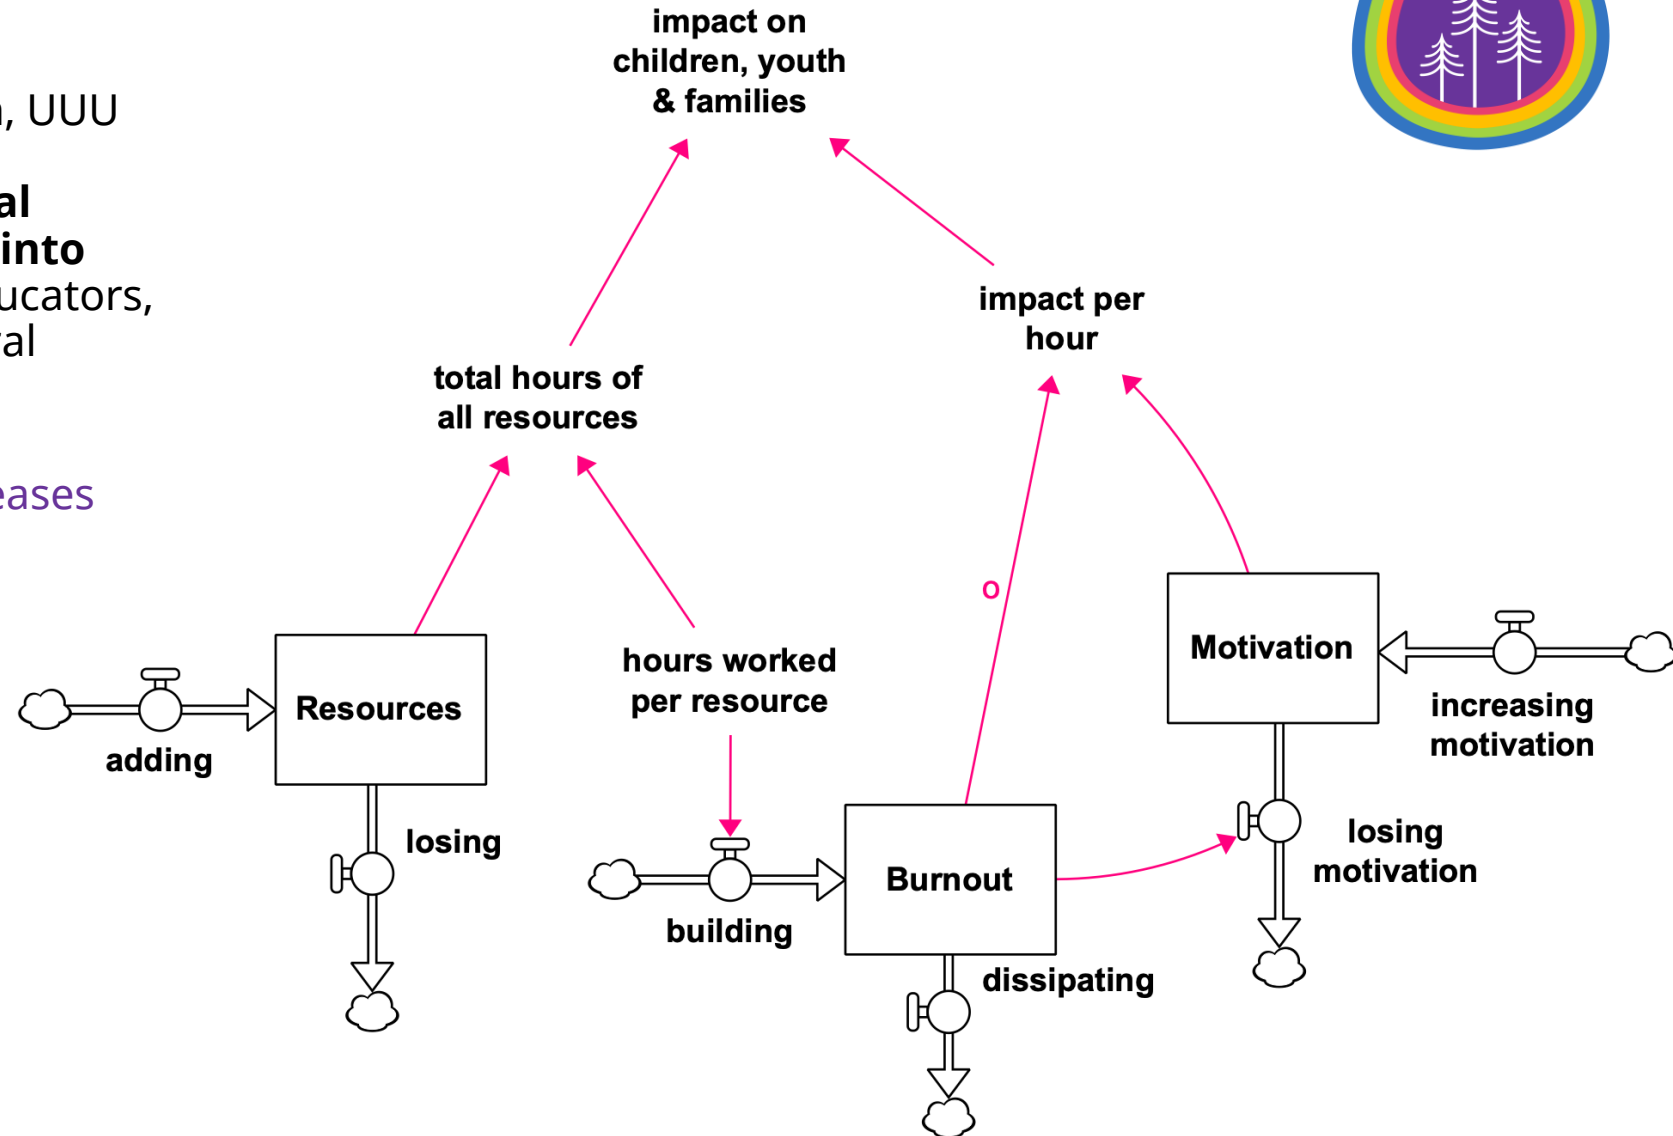 impact on
children, youth
& families
, UUU
al
into
ucators,
al
eases
impact per
hour
total hours of
all resources
o
hours worked
per resource
Motivation
increasing
motivation
Resources
adding
losing
losing
motivation
Burnout
building
dissipating